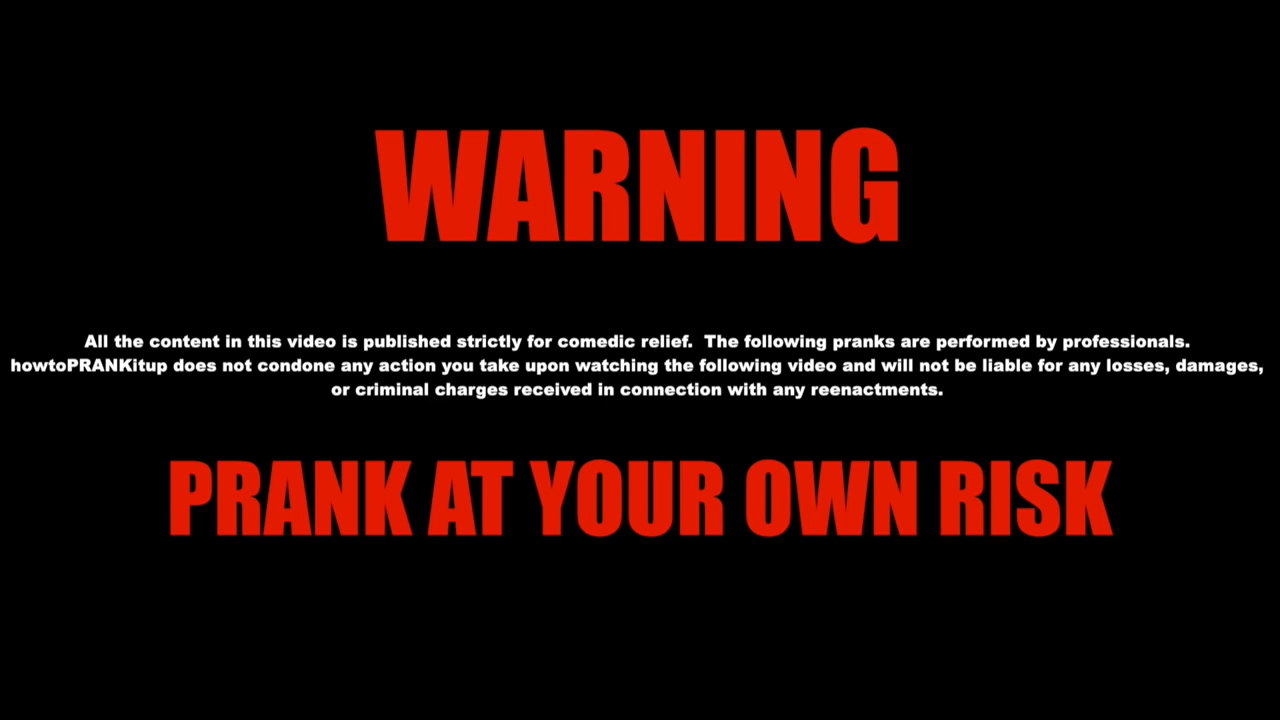 WARNING
All the content in this video is published strictly for comedic relief.  The following pranks are performed by professionals.
howtoPRANKitup does not condone any action you take upon watching the following video and will not be liable for any losses, damages,
or criminal charges received in connection with any reenactments.
PRANK AT YOUR OWN RISK